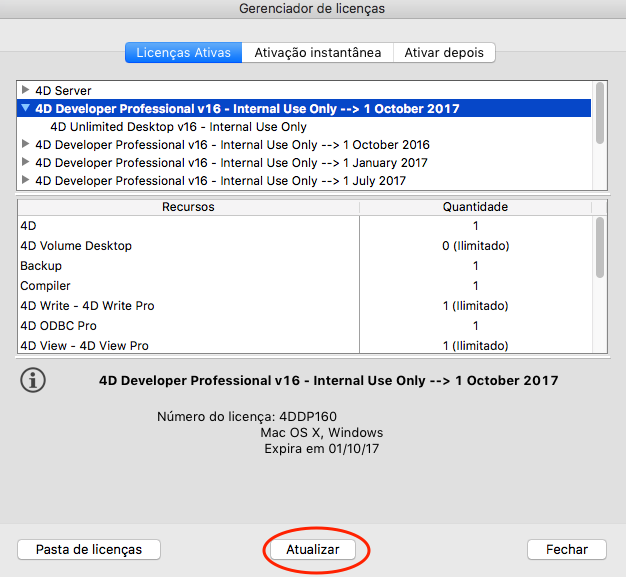 Gerenciador de licenças
Licenças Ativas Ativação instantânea Ativar depois
4D Server
4D Developer Professional v16 - Internal Use Only --> 1 October 2017
4D Unlimited Desktop v16 - Internal Use Only
4D Developer Professional v16 - Internal Use Only --> 1 October 2016
4D Developer Professional v16 - Internal Use Only --> 1 January 2017
4D Developer Professional v16 - Internal Use Only --> 1 July 2017
Recursos Quantidade
4D 1
4D Volume Desktop 0 (Ilimitado)
Backup 1
Compiler 1
4D Write - 4D Write Pro 1 (Ilimitado)
4D ODBC Pro 1
4D View - 4D View Pro 1 (Ilimitado)
4D Developer Professional v16 - Internal Use Only --> 1 October 2017
Número do licença: 4DDP160
Mac OS X, Windows
Expira em 01/10/17
Pasta de licenças Atualizar Fechar